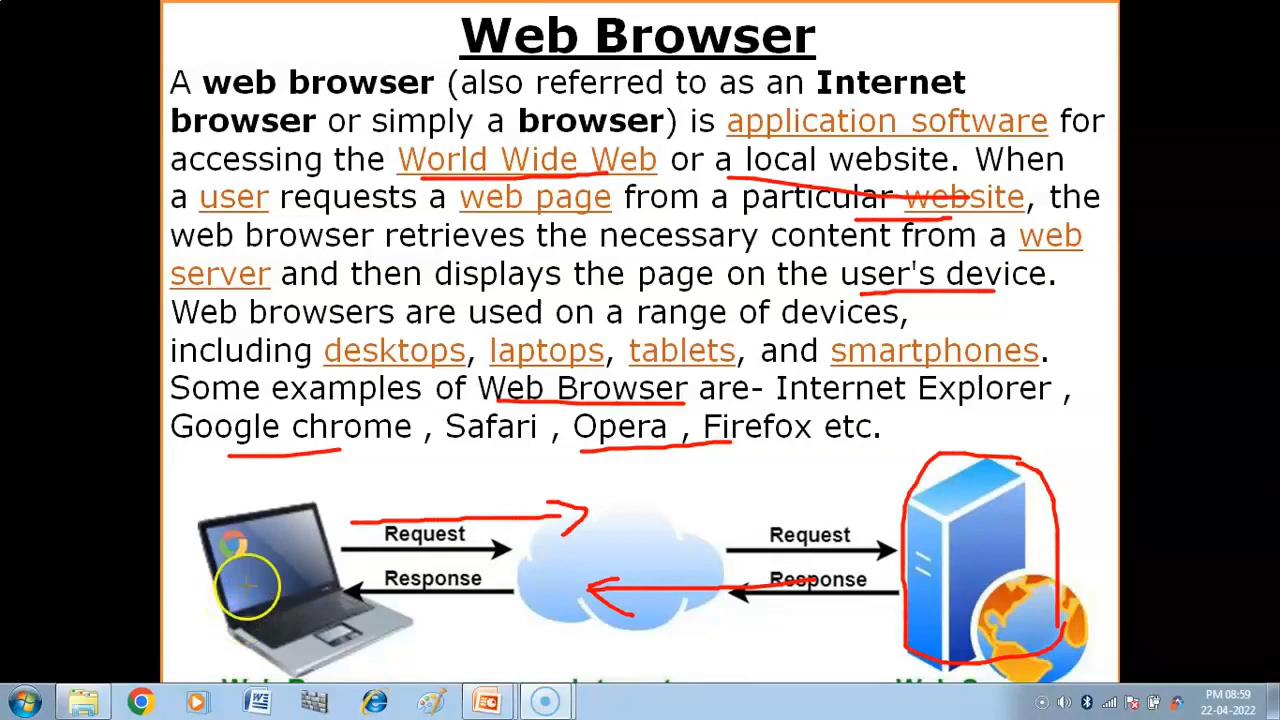 Web Browser
A web browser (also referred to as an Internet
browser or simply a browser) is application software for
accessing the World Wide Web or a local website. When
a user requests a web page from a particular website, the
web browser retrieves the necessary content from a web
server and then displays the page on the user's device.
Web browsers are used on a range of devices,
including desktops, laptops, tablets, and smartphones.
Some examples of Web Browser are- Internet Explorer ,
Google chrome , Safari , Opera , Firefox etc.
Request
Request
Response
Response
PM 08:59
22-04-2022